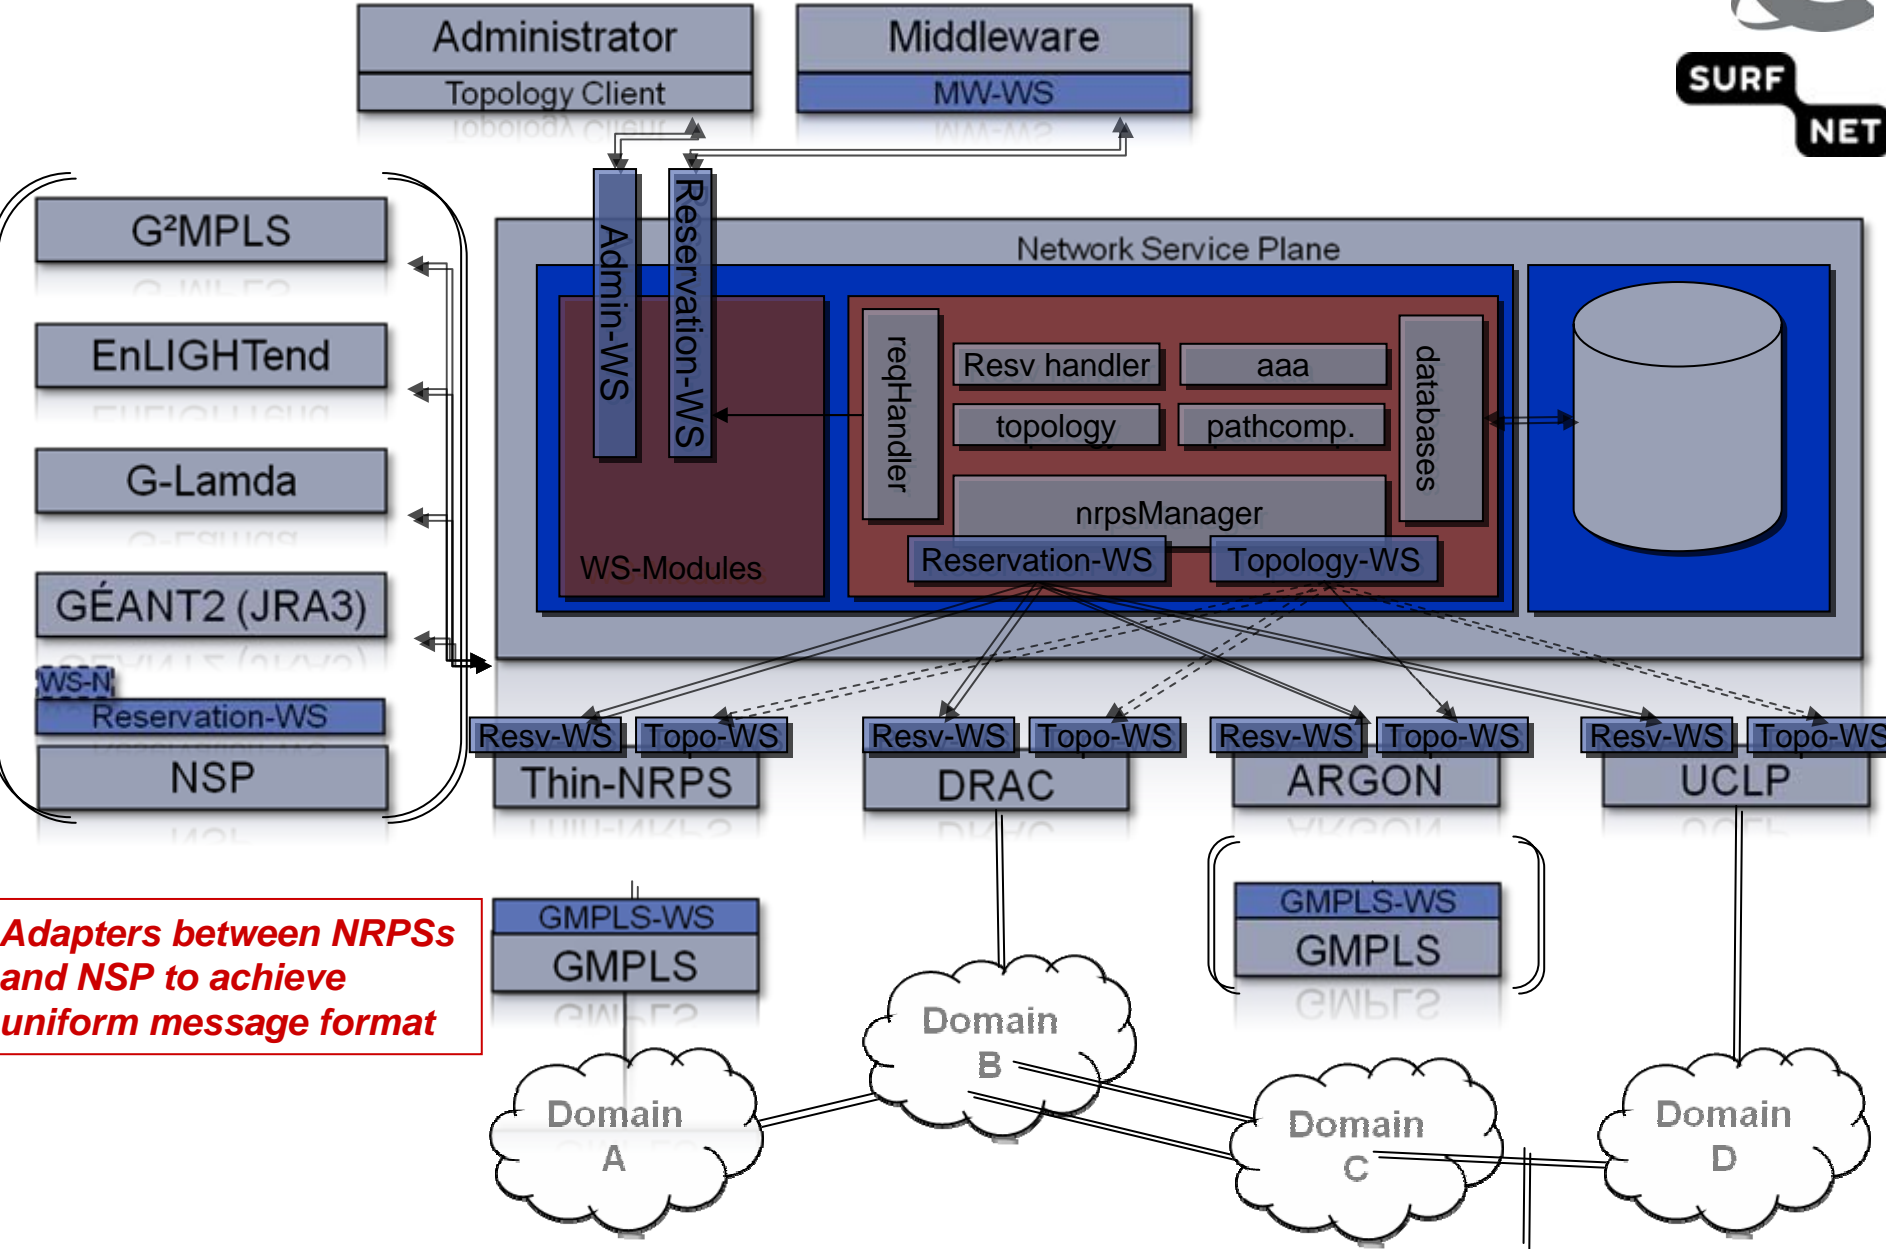 Administrator
Topology Client
Middleware
MW-WS
SURF
NET
G²MPLS
EnLIGHTend
G-Lamda
GÉANT2 (JRA3)
WS-N
Reservation-WS
NSP
Network Service Plane
Admin-WS
Reservation-WS
WS-Modules
reqHandler
Resv handler
aaa
topology
pathcomp.
databases
nrpsManager
Reservation-WS
Topology-WS
Resv-WS
Topo-WS
Thin-NRPS
Resv-WS
Topo-WS
DRAC
Resv-WS
Topo-WS
ARGON
Resv-WS
Topo-WS
UCLP
Adapters between NRPSs
and NSP to achieve
uniform message format
GMPLS-WS
GMPLS
GMPLS-WS
GMPLS
Domain
A
Domain
B
Domain
C
Domain
D